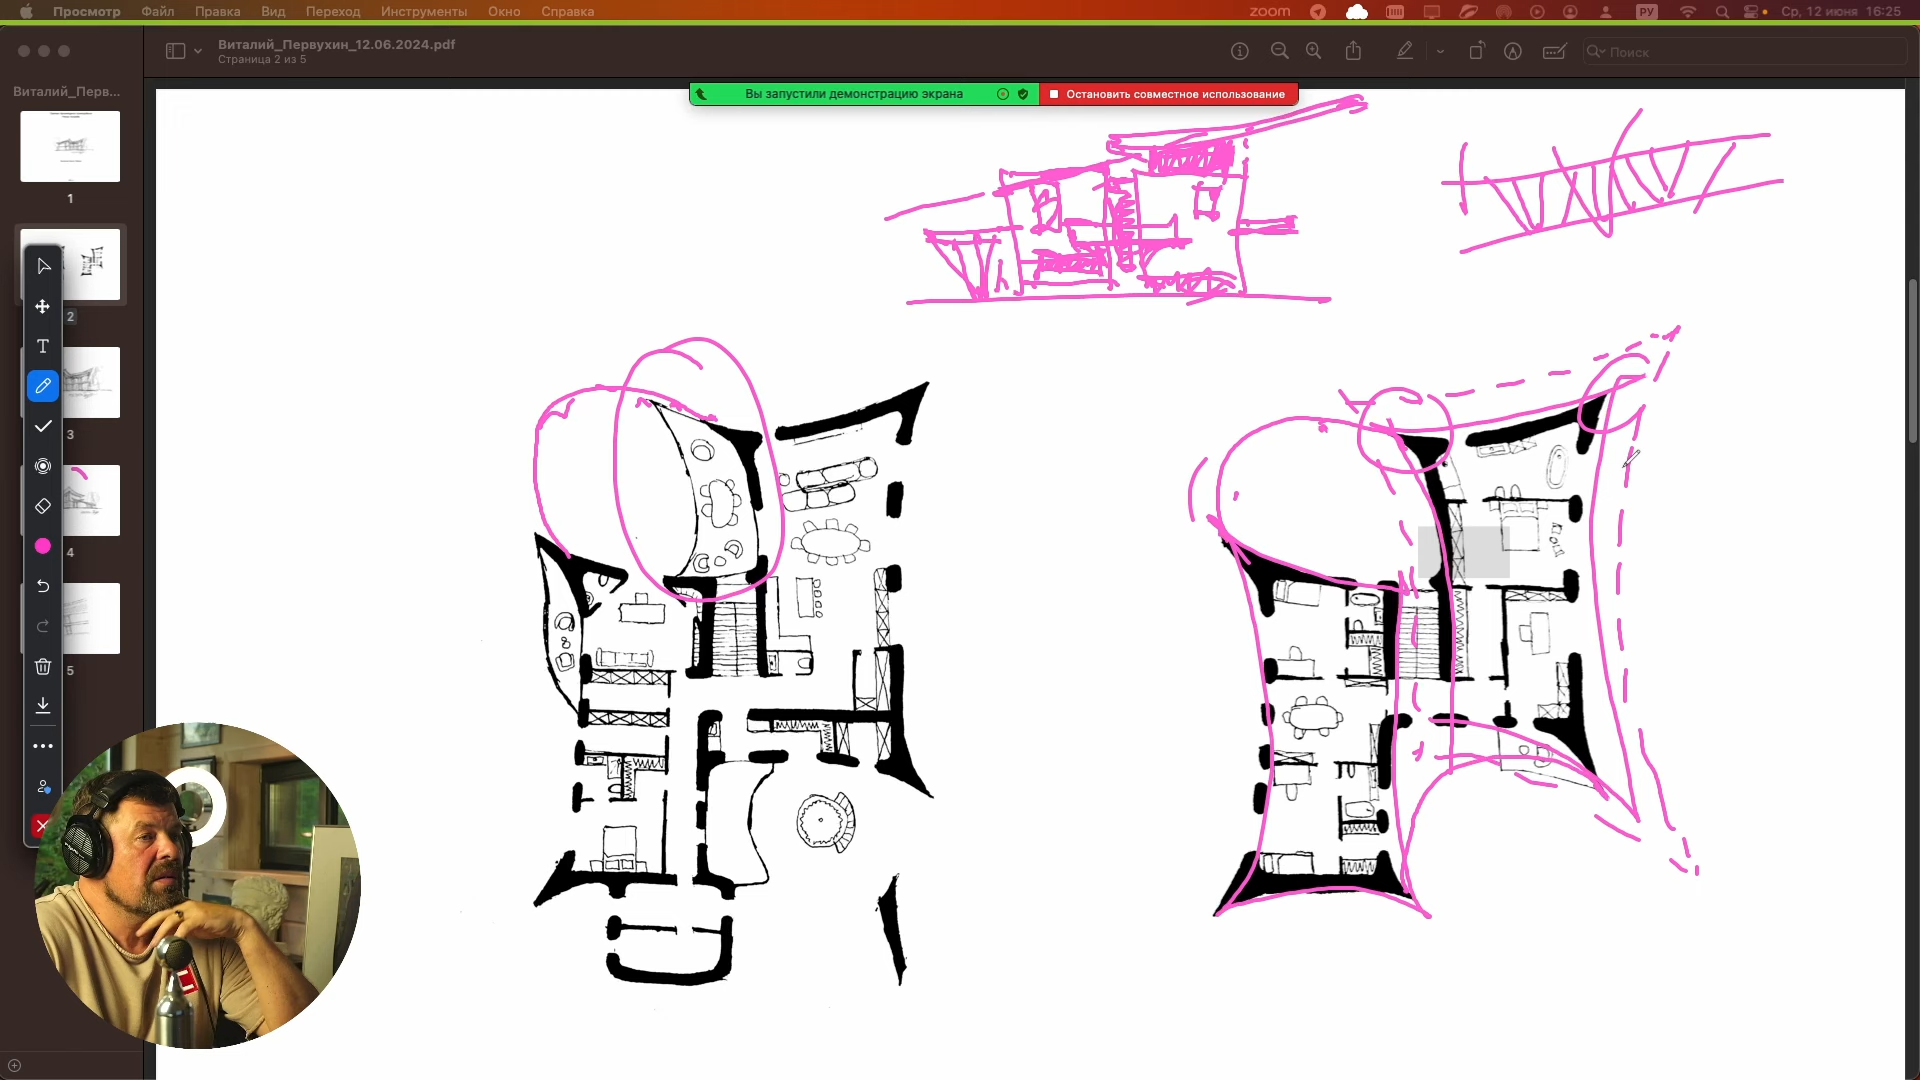 Просмотр Файл Правка Вид Переход Инструменты Окно Справка
zoom
РУ
Ср, 12 июня 16:25
Виталий_Первухин_12.06.2024.pdf
Страница 2 из 5
Поиск
Виталий_Перв...
Вы запустили демонстрацию экрана
Остановить совместное использование
1
2
3
4
5
T